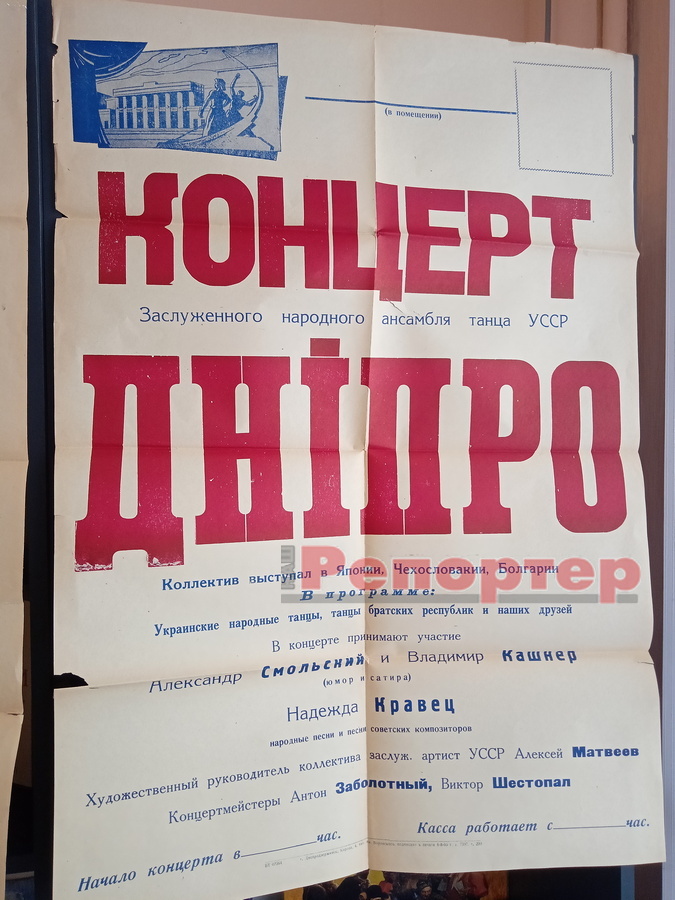 (в помещении)
КОНЦЕРТ
Заслуженного народного ансамбля танца УССР
ДНІПРО
Коллектив выступал в Японии, Чехословакии, Болгарии
НАШ Репортер
В программе:
Украинские народные танцы, танцы братских республик и наших друзей
В концерте принимают участие
Александр Смольский и Владимир Кашнер
(юмор и сатира)
Надежда Кравец
народные песни и песни советских композиторов
Художественный руководитель коллектива заслуж. артист УССР Алексей Матвеев
Концертмейстеры Антон Заболотный, Виктор Шестопал
Начало концерта в час. Касса работает с час.